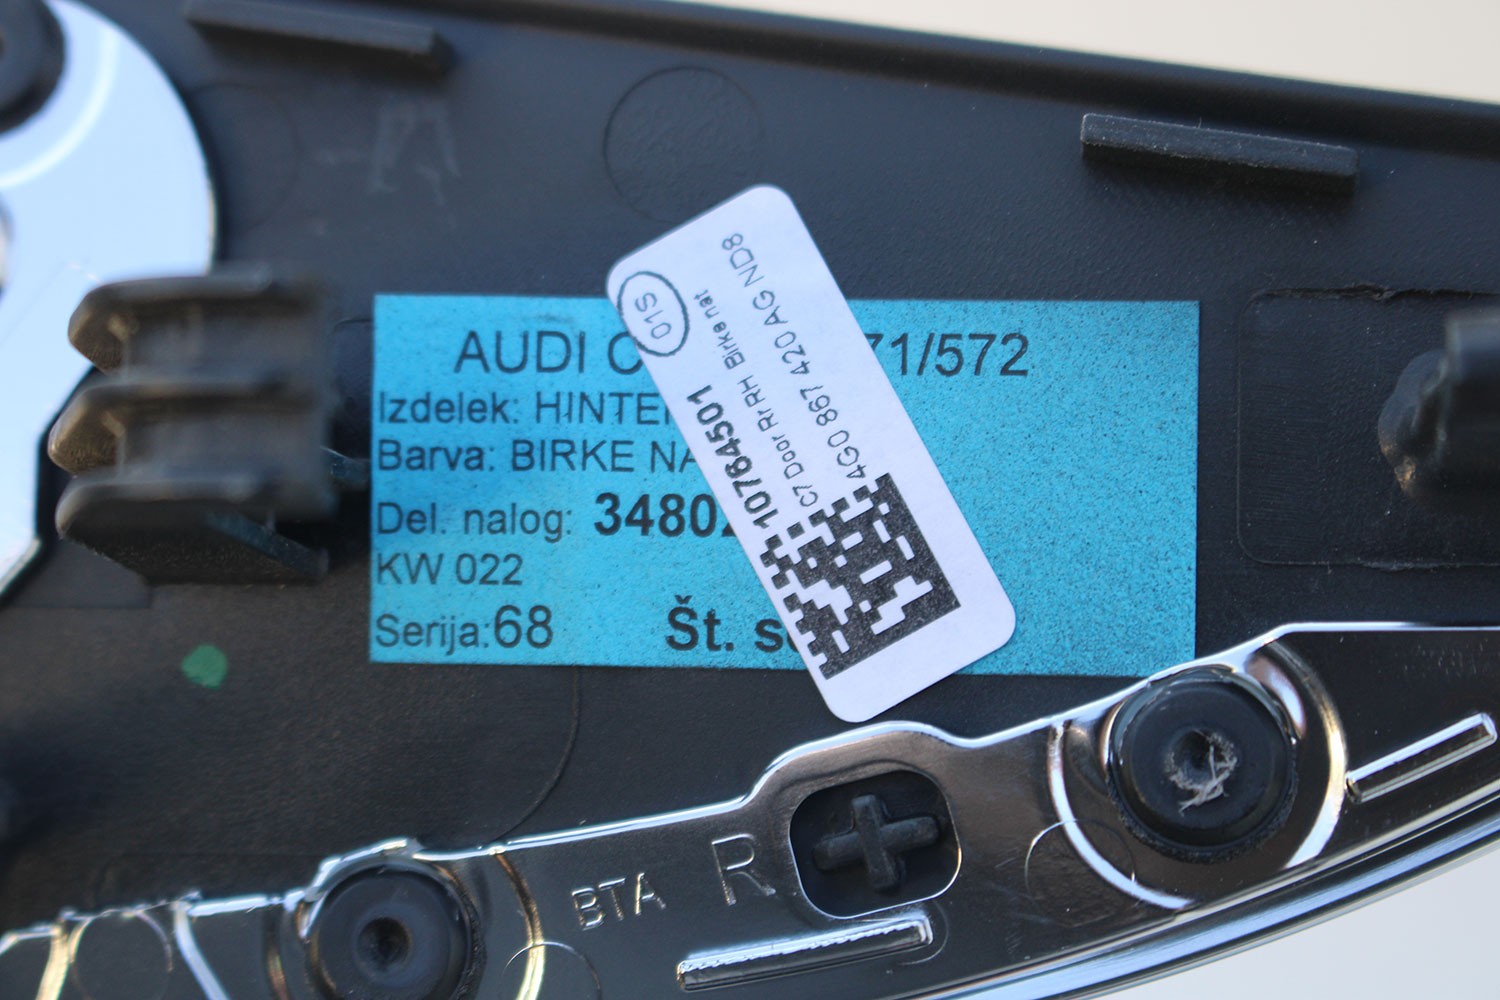 AUDI C 71/572
Izdelek: HINTE
Barva: BIRKE NA
Del. nalog: 3480
KW 022
Serija:68 Št. s
01S
10764501
C7 Door Rr RH Birke nat
4G0 867 420 AG ND8
BTA R